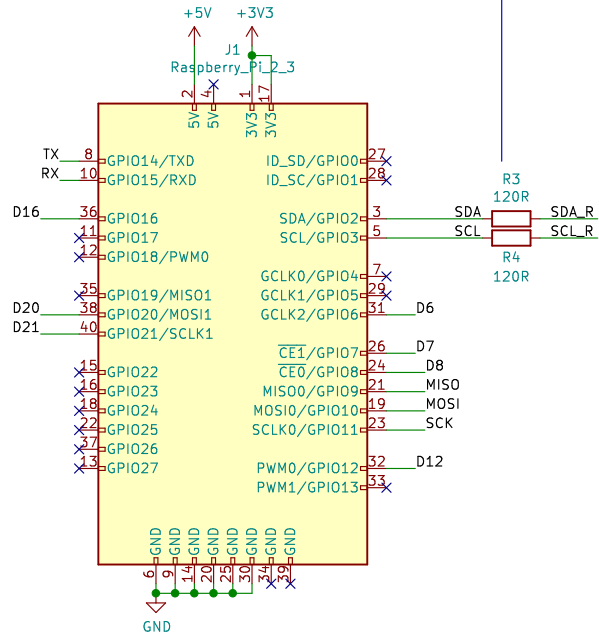 +5V +3V3
J1
Raspberry_Pi_2_3
2 4 1 17
5V 5V 3V3 3V3
TX 8 GPIO14/TXD ID_SD/GPIO0 27
RX 10 GPIO15/RXD ID_SC/GPIO1 28
R3
120R
D16 36 GPIO16 SDA/GPIO2 3 SDA SDA_R
11 GPIO17 SCL/GPIO3 5 SCL SCL_R
12 GPIO18/PWM0
R4
120R
GCLK0/GPIO4 7
35 GPIO19/MISO1 GCLK1/GPIO5 29
D20 38 GPIO20/MOSI1 GCLK2/GPIO6 31 D6
D21 40 GPIO21/SCLK1
CE1/GPIO7 26 D7
15 GPIO22 CE0/GPIO8 24 D8
16 GPIO23 MISO0/GPIO9 21 MISO
18 GPIO24 MOSI0/GPIO10 19 MOSI
22 GPIO25 SCLK0/GPIO11 23 SCK
37 GPIO26
13 GPIO27 PWM0/GPIO12 32 D12
PWM1/GPIO13 33
GND GND GND GND GND GND GND GND
6 9 14 20 25 30 34 39
GND